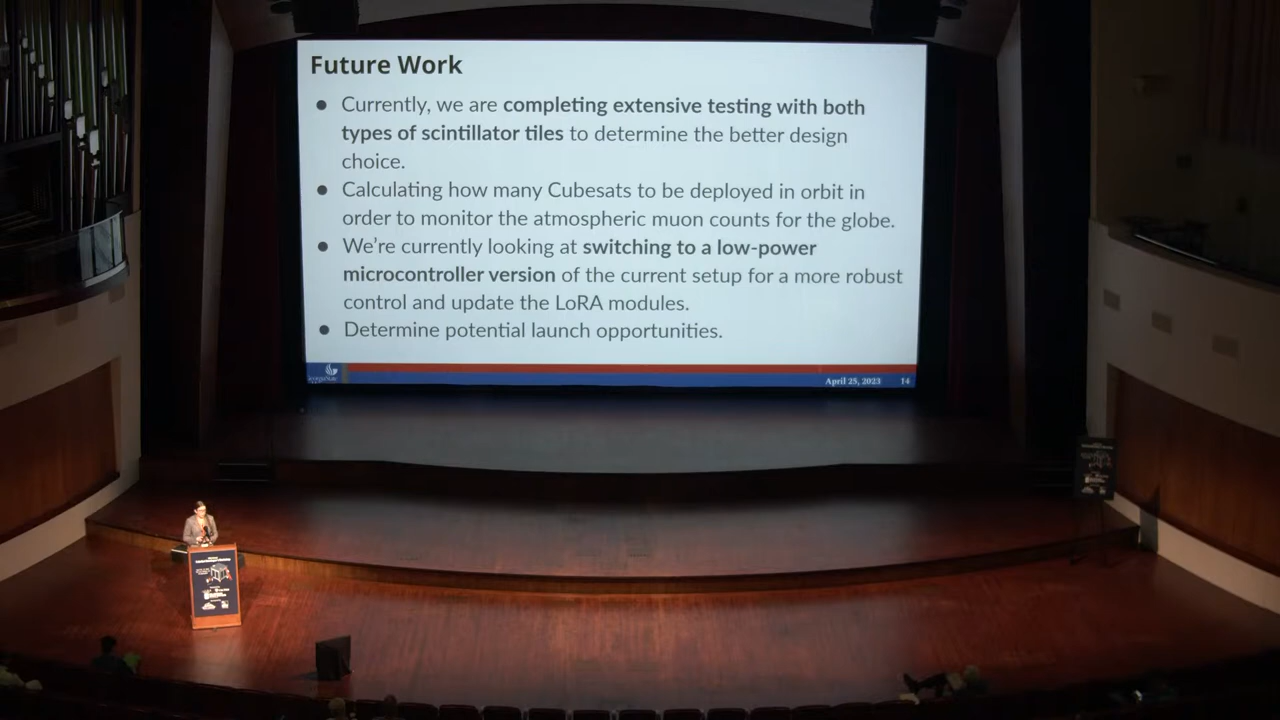 Future Work
● Currently, we are completing extensive testing with both
types of scintillator tiles to determine the better design
choice.
● Calculating how many Cubesats to be deployed in orbit in
order to monitor the atmospheric muon counts for the globe.
● We're currently looking at switching to a low-power
microcontroller version of the current setup for a more robust
control and update the LoRA modules.
● Determine potential launch opportunities.
April 25, 2023 14